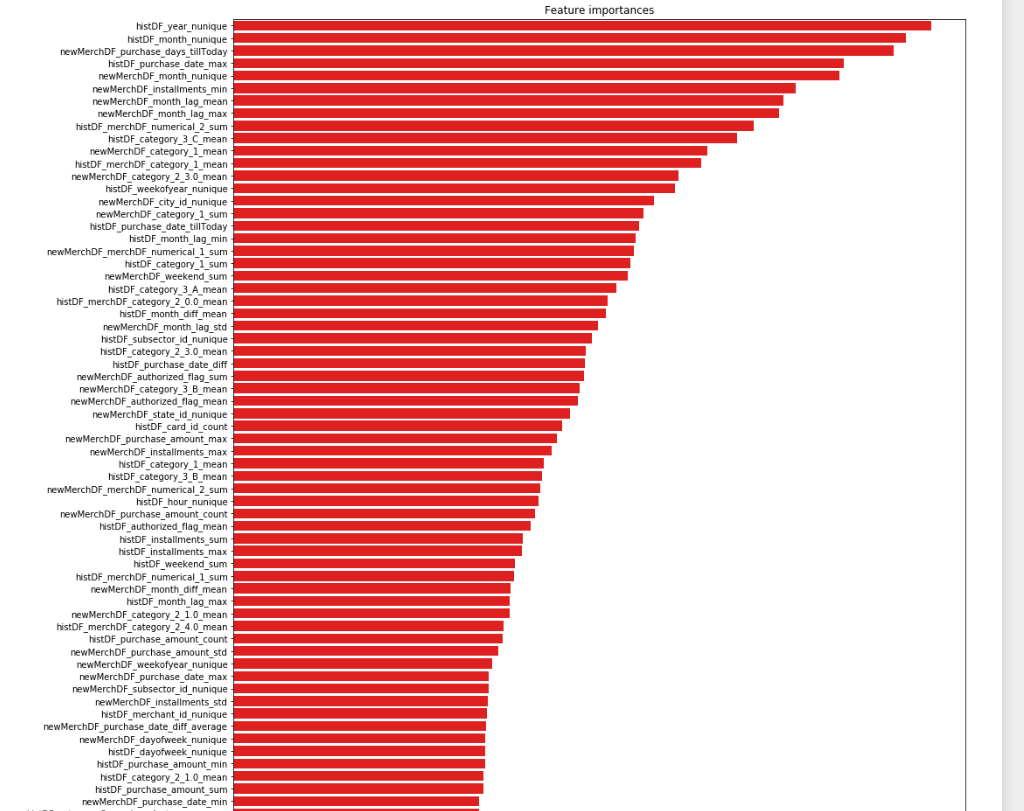 Feature importances
histDF_year_nunique
histDF_month_nunique
newMerchDF_purchase_days_tillToday
histDF_purchase_date_max
newMerchDF_month_nunique
newMerchDF_installments_min
newMerchDF_month_lag_mean
newMerchDF_month_lag_max
histDF_merchDF_numerical_2_sum
histDF_category_3_C_mean
newMerchDF_category_1_mean
histDF_merchDF_category_1_mean
newMerchDF_category_2_3.0_mean
histDF_weekofyear_nunique
newMerchDF_city_id_nunique
newMerchDF_category_1_sum
histDF_purchase_date_tillToday
histDF_month_lag_min
newMerchDF_merchDF_numerical_1_sum
histDF_category_1_sum
newMerchDF_weekend_sum
histDF_category_3_A_mean
histDF_merchDF_category_2_0.0_mean
histDF_month_diff_mean
newMerchDF_month_lag_std
histDF_subsector_id_nunique
histDF_category_2_3.0_mean
histDF_purchase_date_diff
newMerchDF_authorized_flag_sum
newMerchDF_category_3_B_mean
newMerchDF_authorized_flag_mean
newMerchDF_state_id_nunique
histDF_card_id_count
newMerchDF_purchase_amount_max
newMerchDF_installments_max
histDF_category_1_mean
histDF_category_3_B_mean
newMerchDF_merchDF_numerical_2_sum
histDF_hour_nunique
newMerchDF_purchase_amount_count
histDF_authorized_flag_mean
histDF_installments_sum
histDF_installments_max
histDF_weekend_sum
histDF_merchDF_numerical_1_sum
newMerchDF_month_diff_mean
histDF_month_lag_max
newMerchDF_category_2_1.0_mean
histDF_merchDF_category_2_4.0_mean
histDF_purchase_amount_count
newMerchDF_purchase_amount_std
newMerchDF_weekofyear_nunique
newMerchDF_purchase_date_max
newMerchDF_subsector_id_nunique
newMerchDF_installments_std
histDF_merchant_id_nunique
newMerchDF_purchase_date_diff_average
newMerchDF_dayofweek_nunique
histDF_dayofweek_nunique
histDF_purchase_amount_min
histDF_category_2_1.0_mean
histDF_purchase_amount_sum
newMerchDF_purchase_date_min